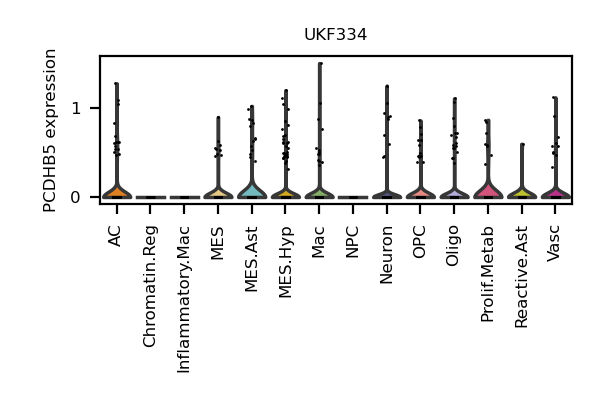 UKF334
PCDHB5 expression
1
0
AC
Chromatin.Reg
Inflammatory.Mac
MES
MES.Ast
MES.Hyp
Mac
NPC
Neuron
OPC
Oligo
Prolif.Metab
Reactive.Ast
Vasc